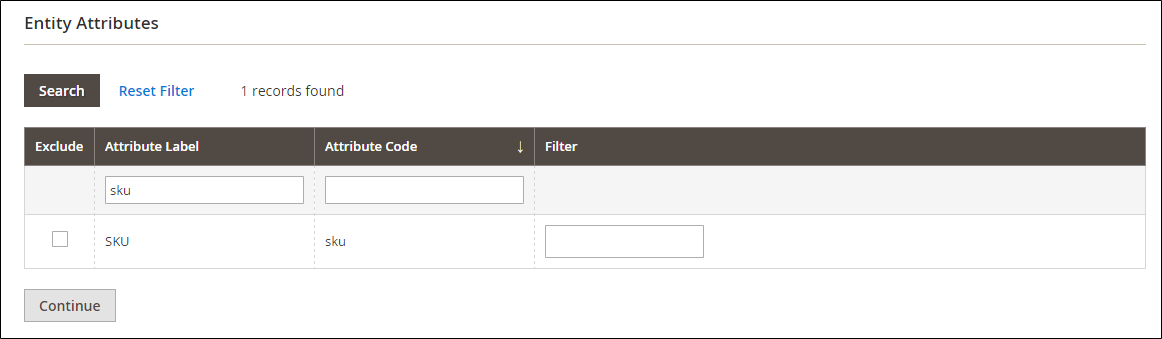 Entity Attributes
Search Reset Filter 1 records found
Exclude Attribute Label Attribute Code ↓ Filter
sku
SKU sku
Continue